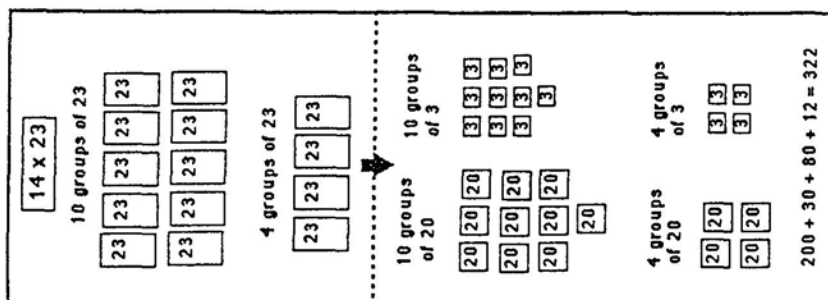 14 x 23
10 groups of 23
23 23 23 23 23
23 23 23 23 23
4 groups of 23
23 23 23 23
10 groups
of 20
20 20 20
20 20 20
20 20 20
20
10 groups
of 3
3 3 3
3 3 3
3 3 3
3
4 groups
of 20
20 20
20 20
4 groups
of 3
3 3
3 3
200 + 30 + 80 + 12 = 322